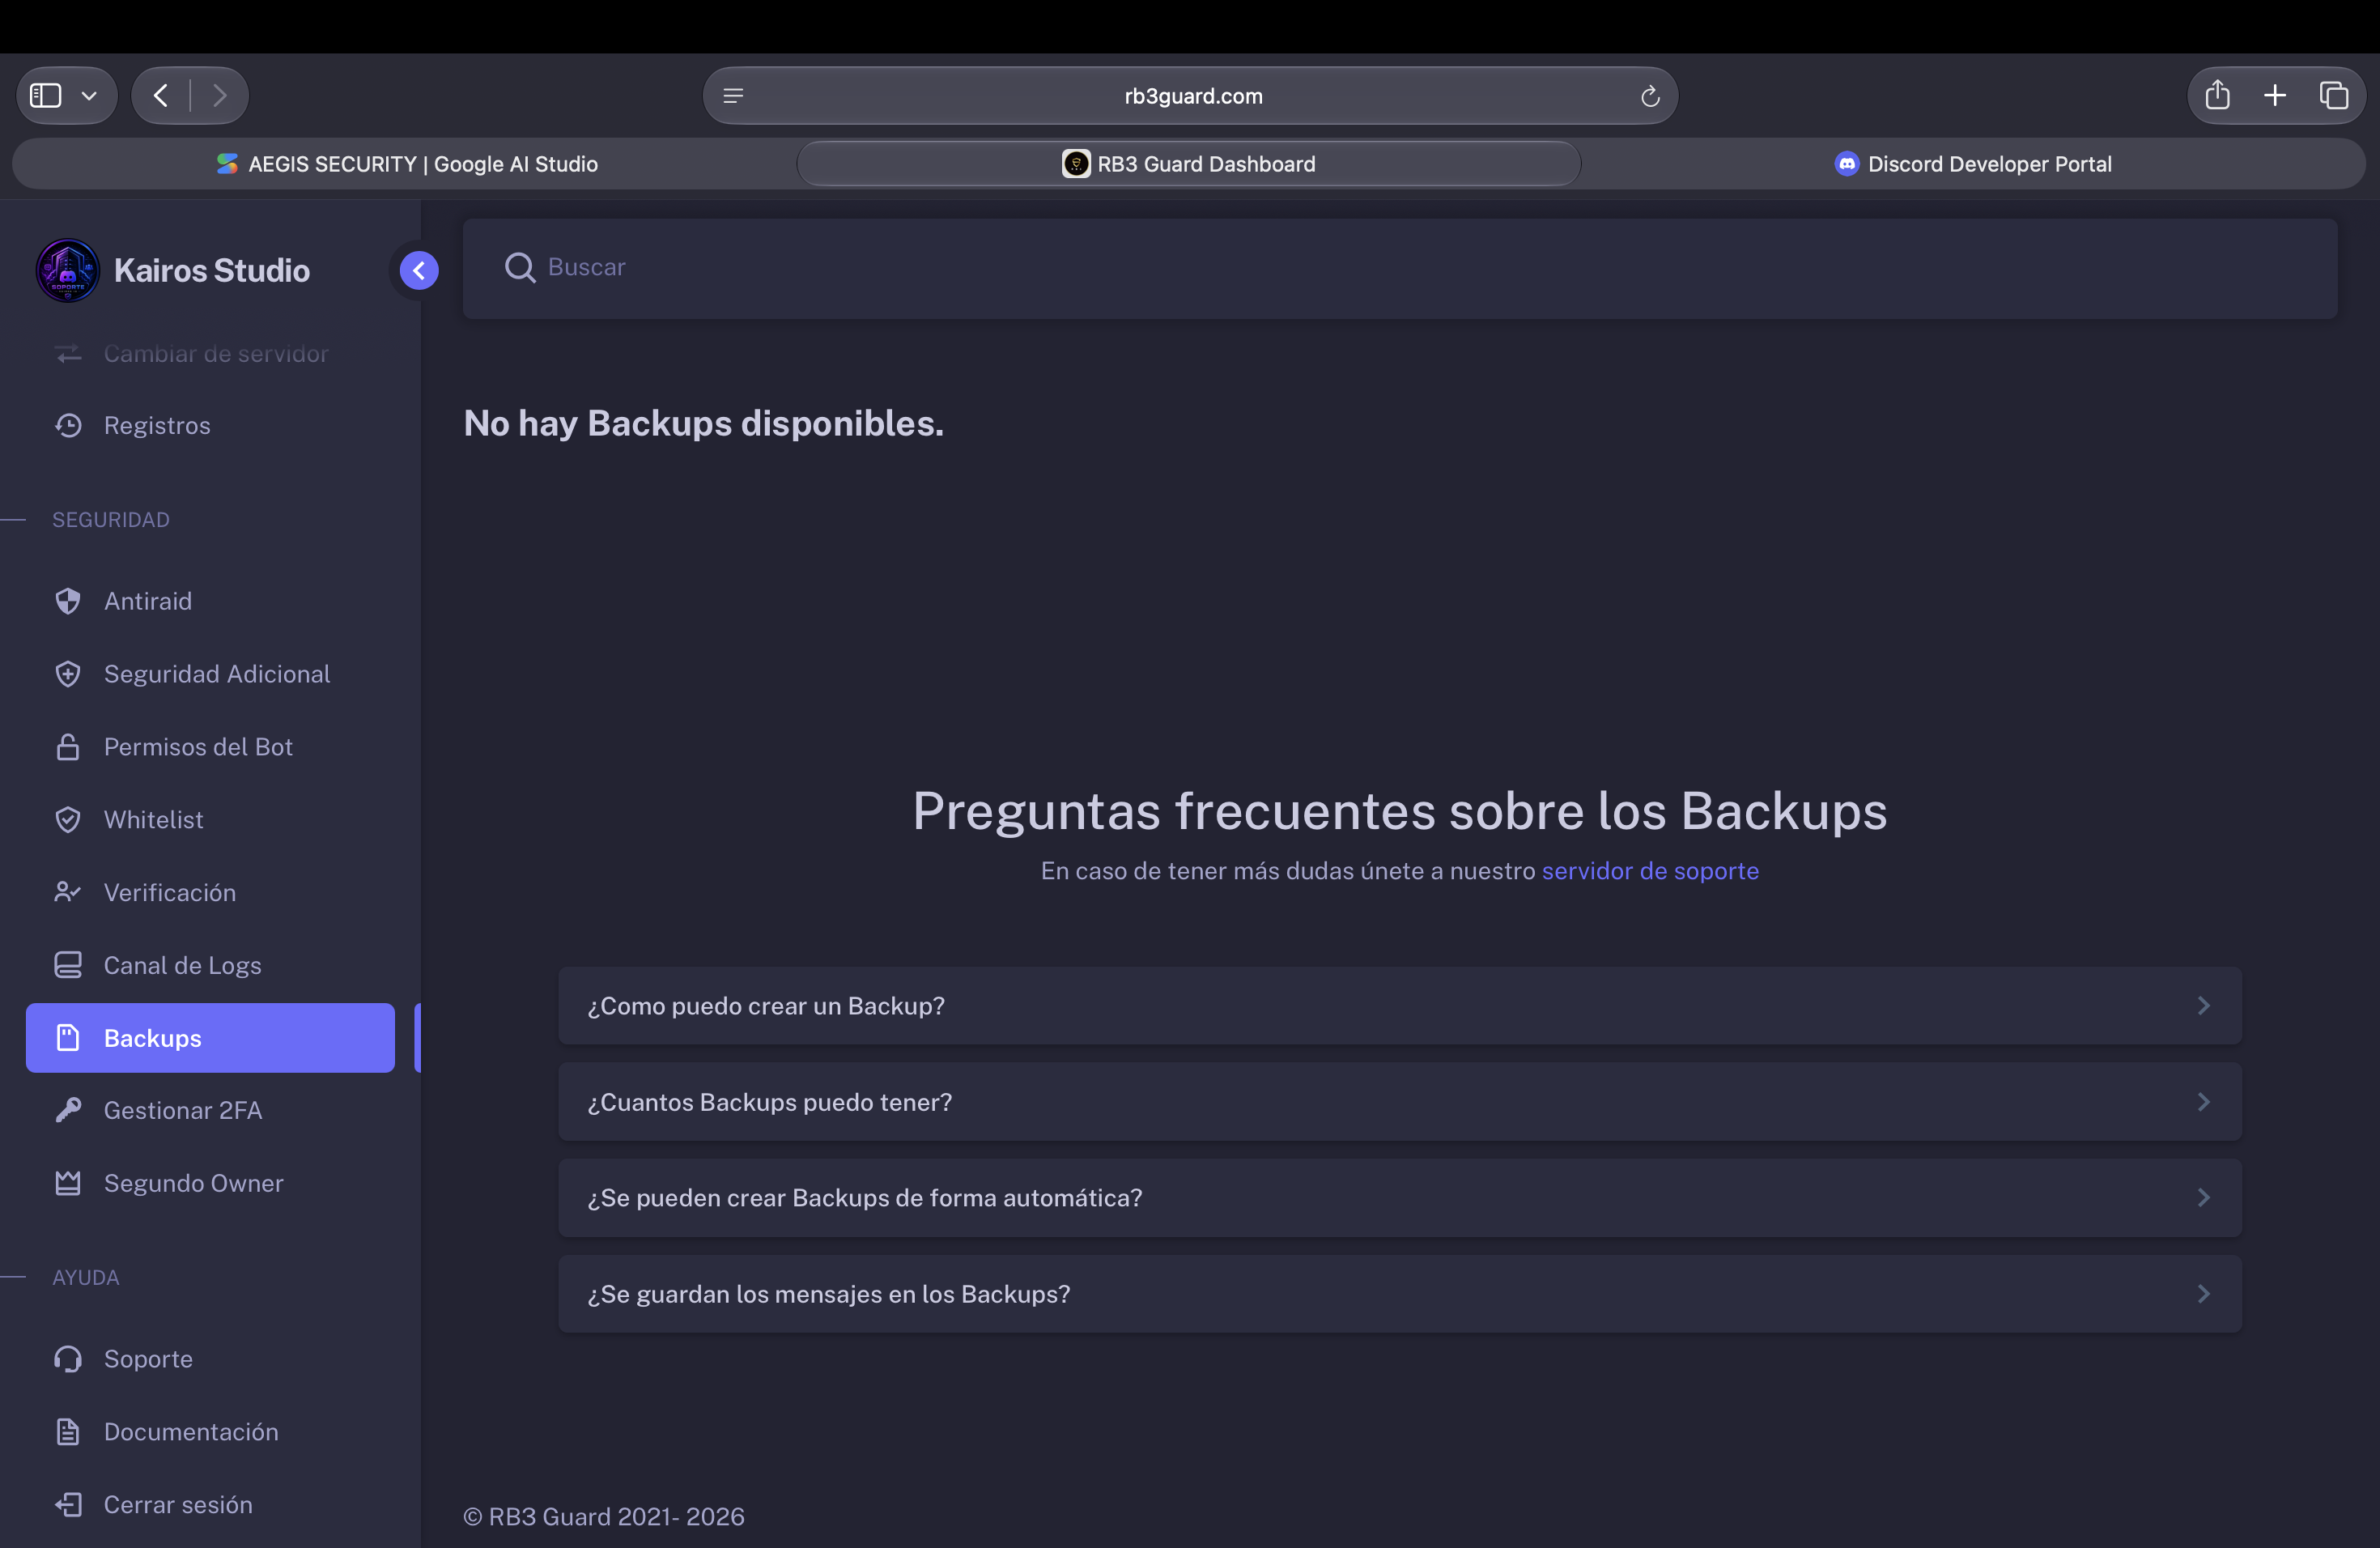 rb3guard.com
AEGIS SECURITY | Google AI Studio
RB3 Guard Dashboard
Discord Developer Portal
SOPORTE
Kairos Studio
Buscar
Cambiar de servidor
Registros
No hay Backups disponibles.
SEGURIDAD
Antiraid
Seguridad Adicional
Permisos del Bot
Whitelist
Verificación
Canal de Logs
Backups
Gestionar 2FA
Segundo Owner
AYUDA
Soporte
Documentación
Cerrar sesión
Preguntas frecuentes sobre los Backups
En caso de tener más dudas únete a nuestro servidor de soporte
¿Como puedo crear un Backup?
¿Cuantos Backups puedo tener?
¿Se pueden crear Backups de forma automática?
¿Se guardan los mensajes en los Backups?
© RB3 Guard 2021- 2026